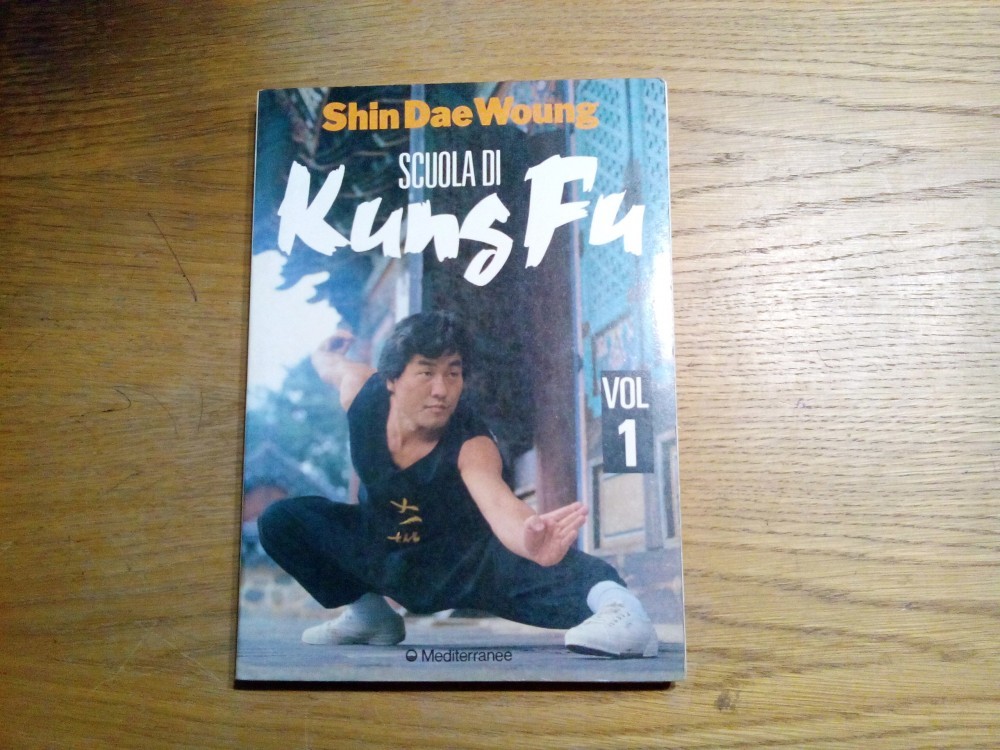 Shin Dae Woung
SCUOLA DI
Kung Fu
VOL
1
Mediterranee